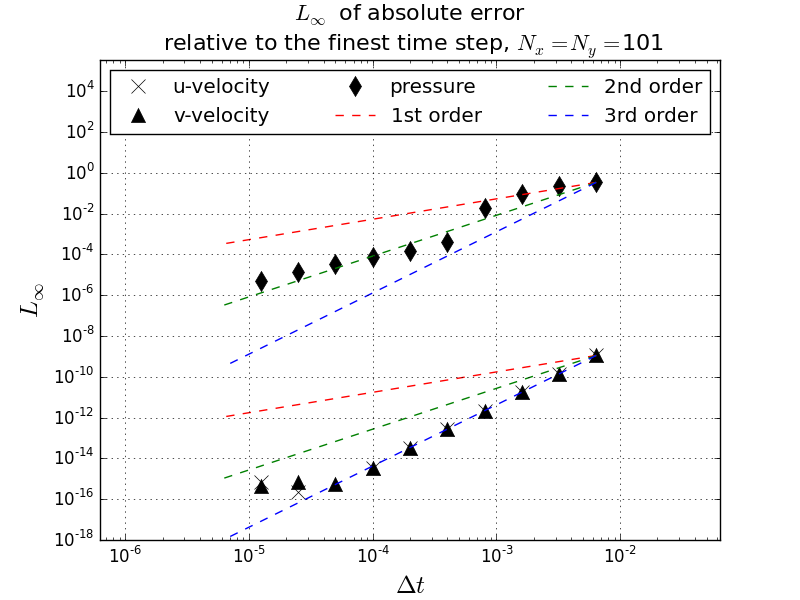 L∞ of absolute error
relative to the finest time step, Nx = Ny = 101
u-velocity
v-velocity
pressure
1st order
2nd order
3rd order
10^4
10^2
10^0
10^-2
10^-4
10^-6
10^-8
10^-10
10^-12
10^-14
10^-16
10^-18
L∞
10^-6 10^-5 10^-4 10^-3 10^-2
Δt